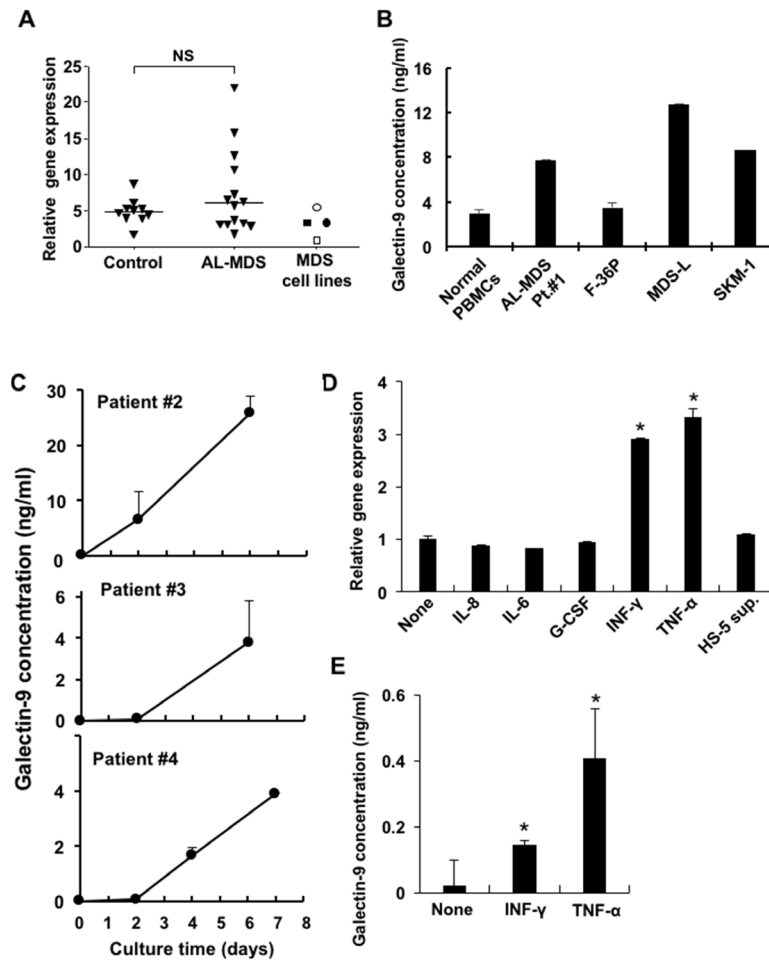 A
NS
Relative gene expression
25
20
15
10
5
0
Control
AL-MDS
MDS
cell lines
B
Galectin-9 concentration (ng/ml)
16
12
8
4
0
Normal
PBMCs
AL-MDS
Pt.#1
F-36P
MDS-L
SKM-1
C
Galectin-9 concentration (ng/ml)
Patient #2
30
20
10
0
Patient #3
6
4
2
0
Patient #4
4
2
0
0 1 2 3 4 5 6 7 8
Culture time (days)
D
Relative gene expression
4
3
2
1
0
* *
None
IL-8
IL-6
G-CSF
INF-γ
TNF-α
HS-5 sup.
E
Galectin-9 concentration (ng/ml)
0.6
0.4
0.2
0
* *
None INF-γ TNF-α